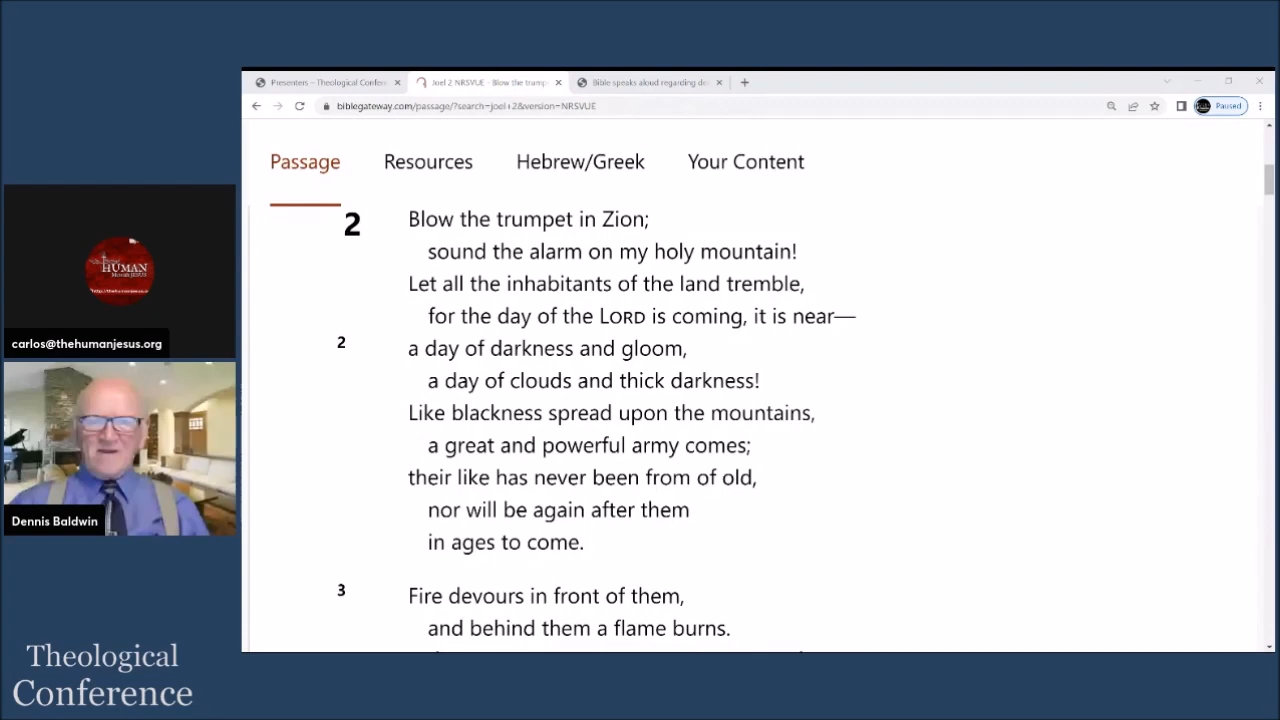 Presenters – Theological Confere
Joel 2 NRSVUE - Blow the trump
Bible speaks aloud regarding de
biblegateway.com/passage/?search=joel+2&version=NRSVUE
Paused
Passage Resources Hebrew/Greek Your Content
2 Blow the trumpet in Zion;
sound the alarm on my holy mountain!
Let all the inhabitants of the land tremble,
for the day of the LORD is coming, it is near—
2 a day of darkness and gloom,
a day of clouds and thick darkness!
Like blackness spread upon the mountains,
a great and powerful army comes;
their like has never been from of old,
nor will be again after them
in ages to come.
3 Fire devours in front of them,
and behind them a flame burns.
HUMAN
carlos@thehumanjesus.org
Dennis Baldwin
Theological
Conference